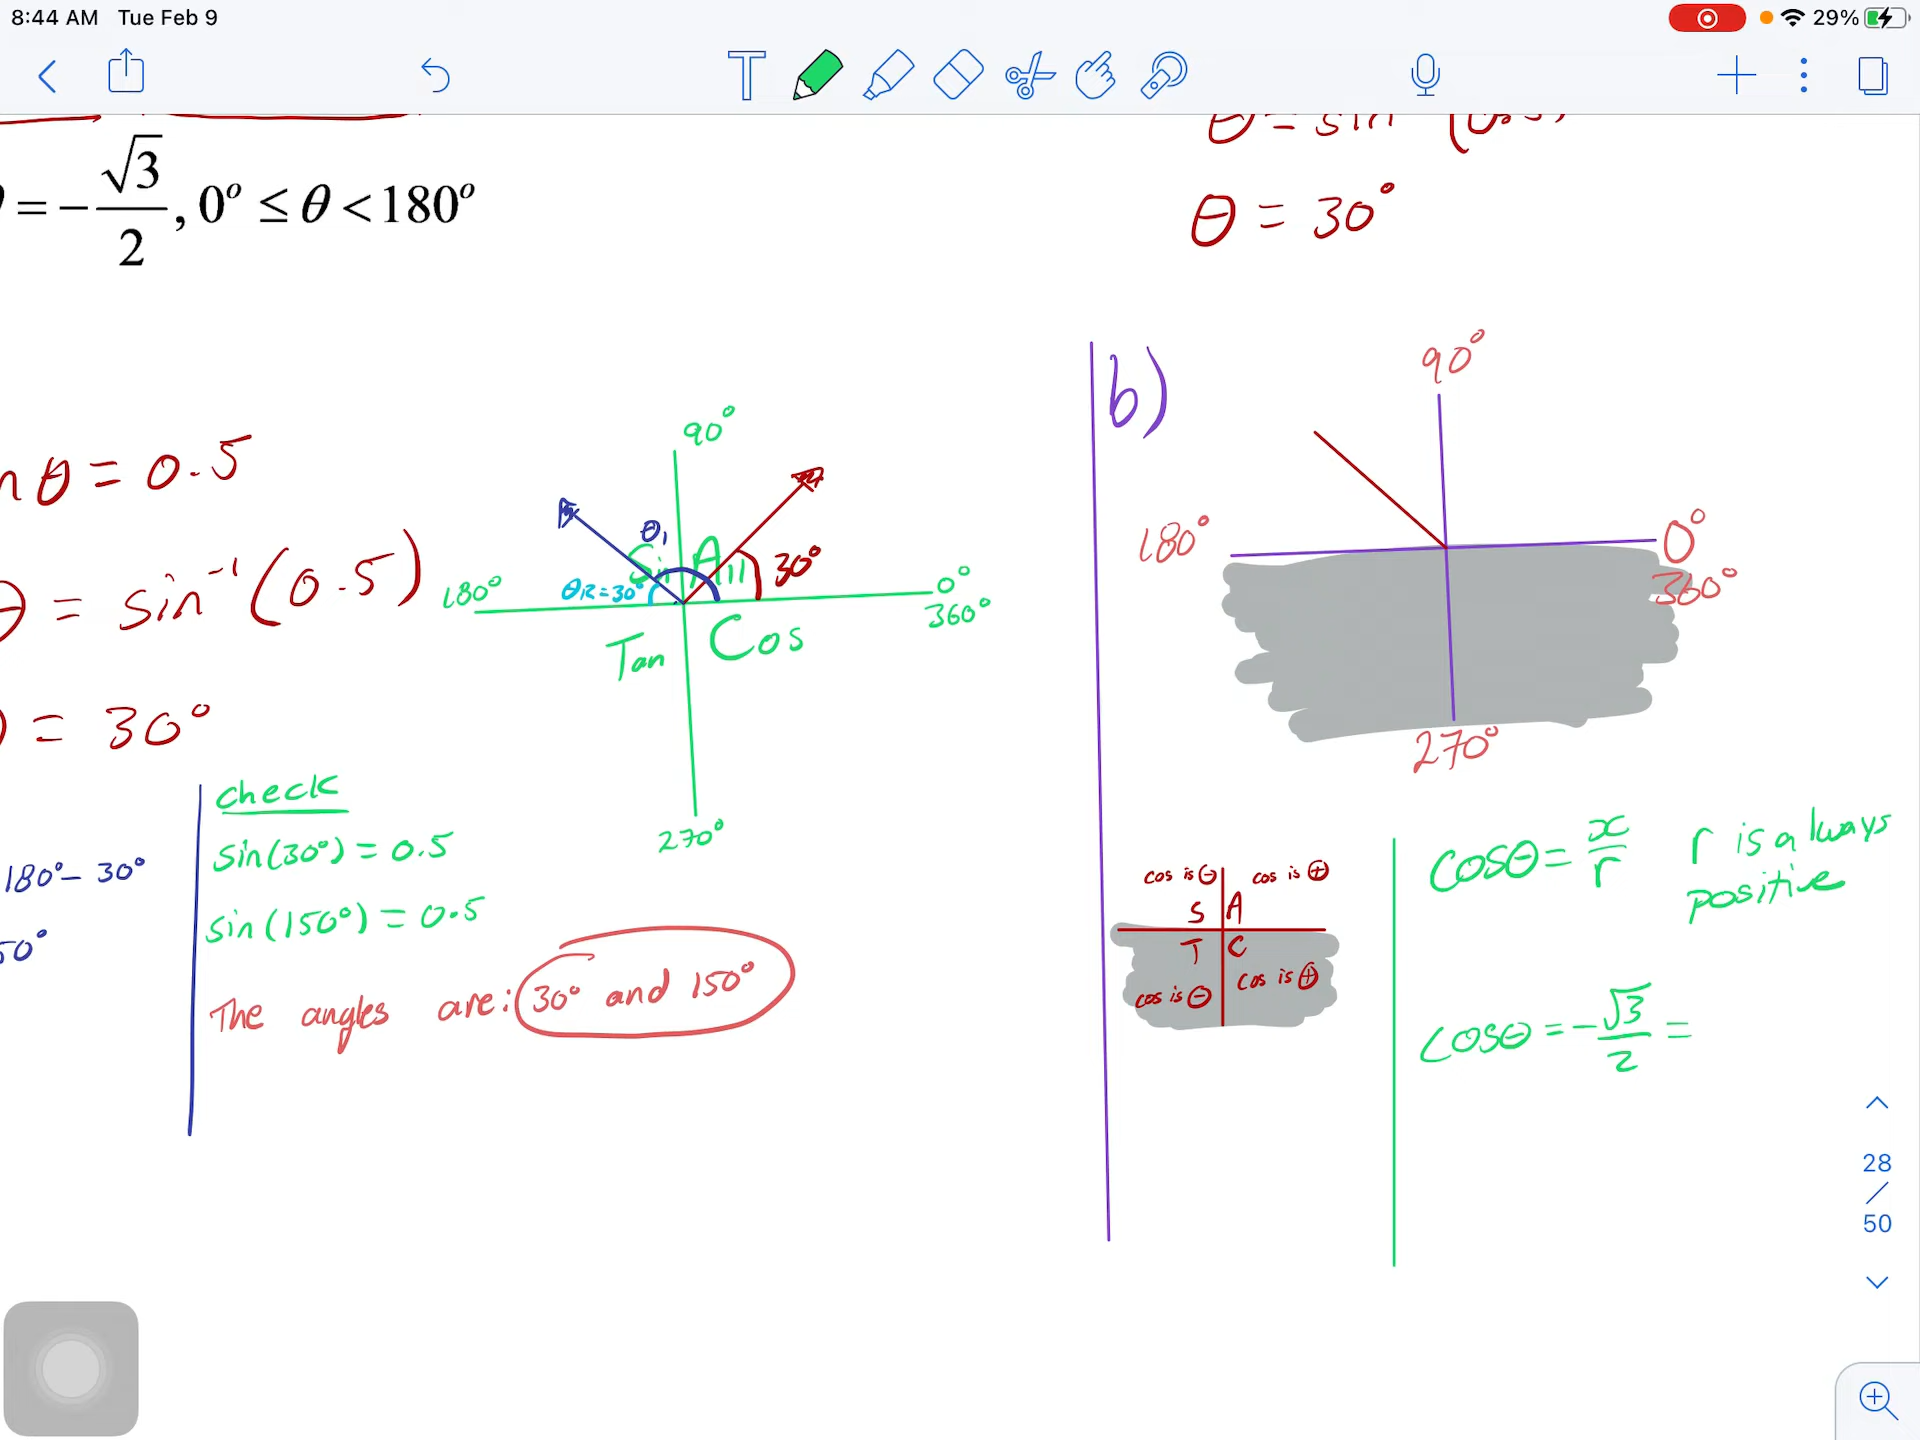 8:44 AM Tue Feb 9
29%
T
θ = sin (0.5)
θ = 30°
= -√3/2, 0° ≤ θ < 180°
nθ = 0.5
θ = sin⁻¹(0.5)
= 30°
180° - 30°
50°
90°
θ₁
Sin All
30°
θR = 30°
180°
0°
360°
Tan Cos
270°
check
sin(30°) = 0.5
sin(150°) = 0.5
The angles are: 30° and 150°
b)
90°
180°
0°
360°
270°
cos is ⊖ cos is ⊕
S A
T C
cos is ⊖ cos is ⊕
cosθ = x/r r is always
positive
cosθ = -√3/2 =
28
/
50